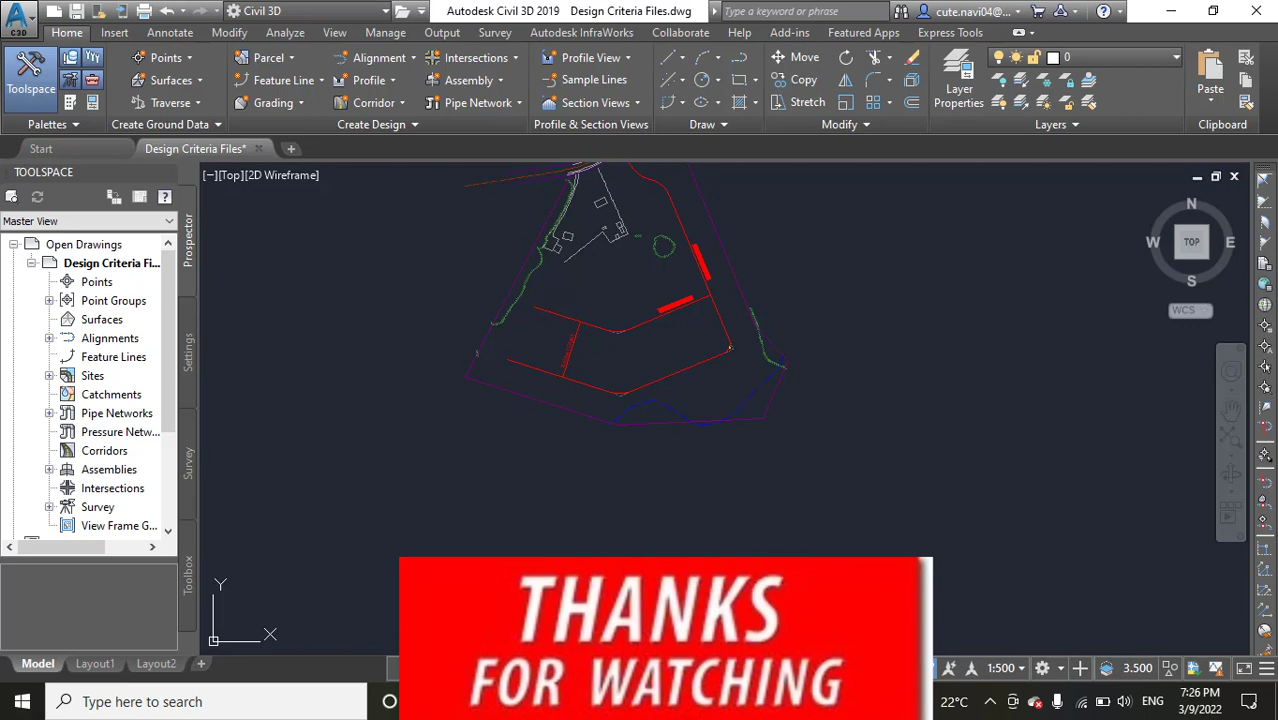 Civil 3D
Autodesk Civil 3D 2019 Design Criteria Files.dwg
Type a keyword or phrase
cute.navi04@...
C3D
Home Insert Annotate Modify Analyze View Manage Output Survey Autodesk InfraWorks Collaborate Help Add-ins Featured Apps Express Tools
Toolspace
Palettes
Points
Surfaces
Traverse
Create Ground Data
Parcel
Feature Line
Grading
Alignment
Profile
Corridor
Intersections
Assembly
Pipe Network
Create Design
Profile View
Sample Lines
Section Views
Profile & Section Views
Draw
Move
Copy
Stretch
Modify
Layer
Properties
0
Layers
Paste
Clipboard
Start
Design Criteria Files*
TOOLSPACE
Master View
Open Drawings
Design Criteria Fi...
Points
Point Groups
Surfaces
Alignments
Feature Lines
Sites
Catchments
Pipe Networks
Pressure Netw...
Corridors
Assemblies
Intersections
Survey
View Frame G...
Prospector
Settings
Survey
Toolbox
[−][Top][2D Wireframe]
N
W TOP E
S
WCS
Y
X
THANKS
FOR WATCHING
Model Layout1 Layout2
1:500
3.500
Type here to search
22°C
ENG
7:26 PM
3/9/2022